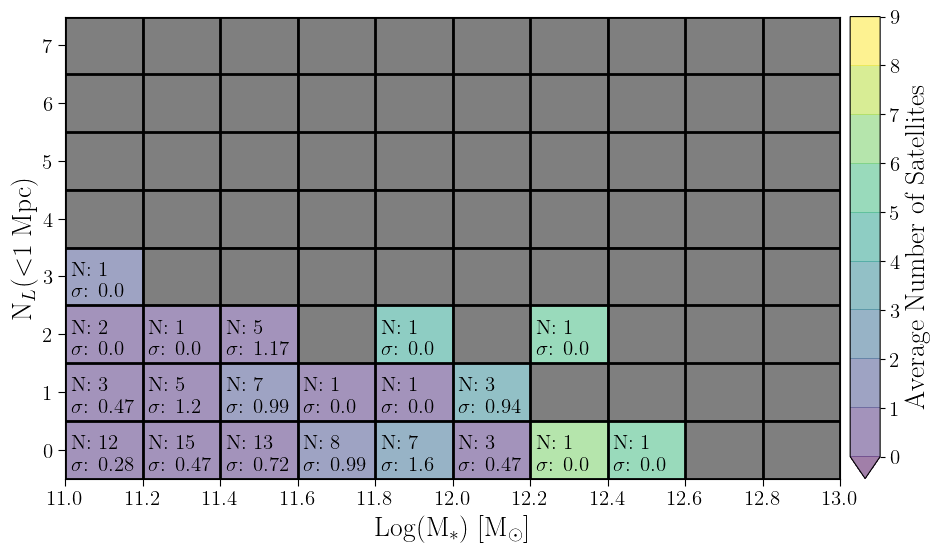 7
6
5
4
3
2
1
0
N_L(<1 Mpc)
N: 1
σ: 0.0
N: 2
σ: 0.0
N: 1
σ: 0.0
N: 5
σ: 1.17
N: 1
σ: 0.0
N: 1
σ: 0.0
N: 3
σ: 0.47
N: 5
σ: 1.2
N: 7
σ: 0.99
N: 1
σ: 0.0
N: 1
σ: 0.0
N: 3
σ: 0.94
N: 12
σ: 0.28
N: 15
σ: 0.47
N: 13
σ: 0.72
N: 8
σ: 0.99
N: 7
σ: 1.6
N: 3
σ: 0.47
N: 1
σ: 0.0
N: 1
σ: 0.0
11.0 11.2 11.4 11.6 11.8 12.0 12.2 12.4 12.6 12.8 13.0
Log(M_*) [M_⊙]
9
8
7
6
5
4
3
2
1
0
Average Number of Satellites